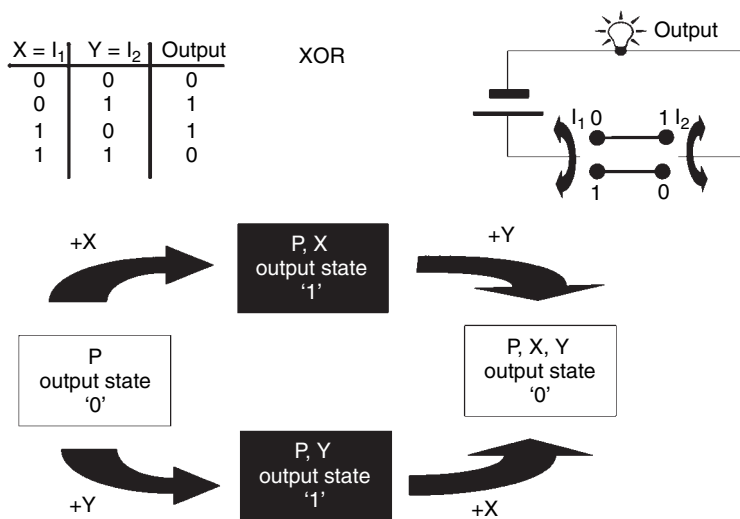 X = I₁ Y = I₂ Output
0 0 0
0 1 1
1 0 1
1 1 0
XOR
Output
I₁ 0 1 I₂
1 0
+X
P, X
output state
‘1’
+Y
P
output state
‘0’
P, X, Y
output state
‘0’
+Y
P, Y
output state
‘1’
+X